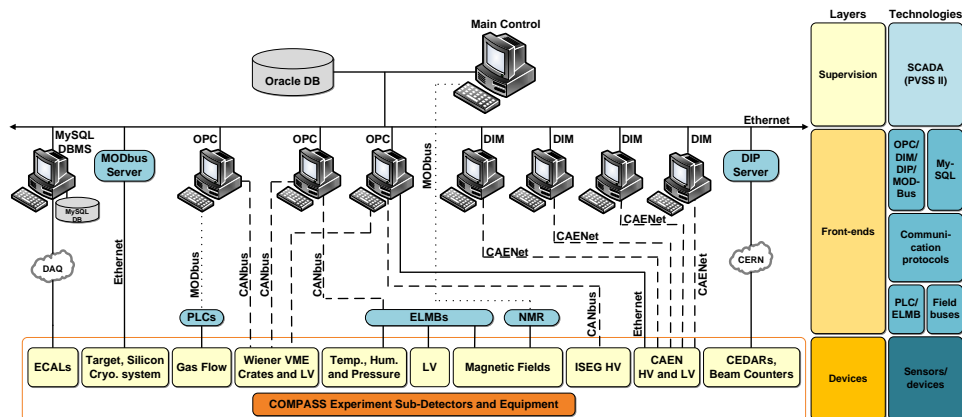 Main Control
Layers
Technologies
Oracle DB
Supervision
SCADA
(PVSS II)
Ethernet
MySQL
DBMS
MODbus
Server
OPC
OPC
OPC
MODbus
DIM
DIM
DIM
DIM
DIP
Server
MySQL
DB
OPC/
DIM/
DIP/
MOD-
Bus
My-
SQL
Front-ends
Communi-
cation
protocols
PLC/
ELMB
Field
buses
DAQ
Ethernet
MODbus
CANbus
CANbus
CANbus
CANbus
Ethernet
CAENet
CAENet
CAENet
CAENet
CERN
PLCs
ELMBs
NMR
ECALs
Target, Silicon
Cryo. system
Gas Flow
Wiener VME
Crates and LV
Temp., Hum.
and Pressure
LV
Magnetic Fields
ISEG HV
CAEN
HV and LV
CEDARs,
Beam Counters
Devices
Sensors/
devices
COMPASS Experiment Sub-Detectors and Equipment